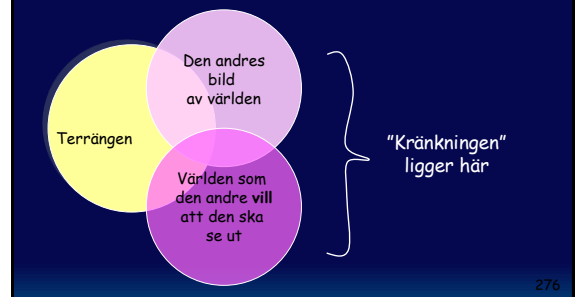 Den andres
bild
av världen
Terrängen
"Kränkningen"
ligger här
Världen som
den andre vill
att den ska
se ut
276